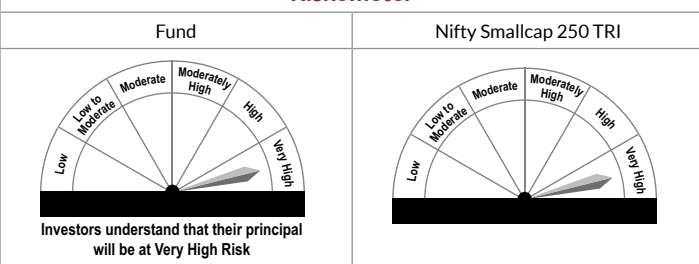 Riskometer
Fund
Nifty Smallcap 250 TRI
Low
Low to
Moderate
Moderate
Moderately
High
High
Very High
Investors understand that their principal
will be at Very High Risk
Low
Low to
Moderate
Moderate
Moderately
High
High
Very High